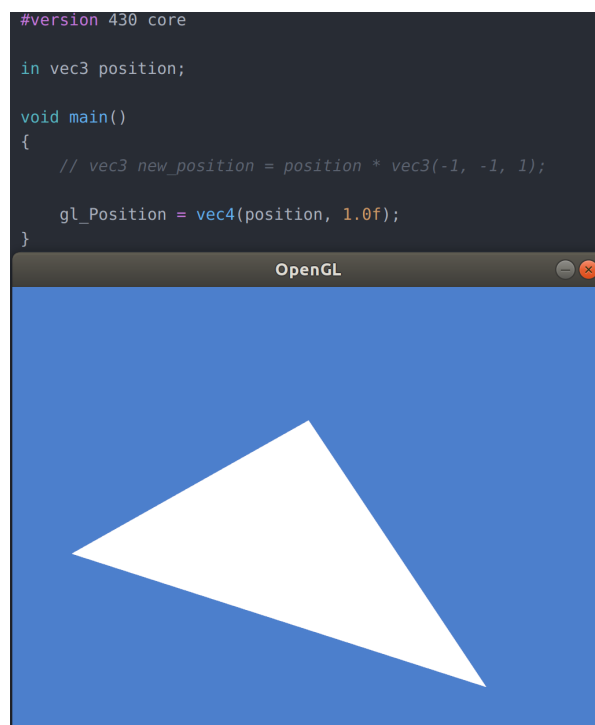 #version 430 core
in vec3 position;
void main()
{
// vec3 new_position = position * vec3(-1, -1, 1);
gl_Position = vec4(position, 1.0f);
}
OpenGL